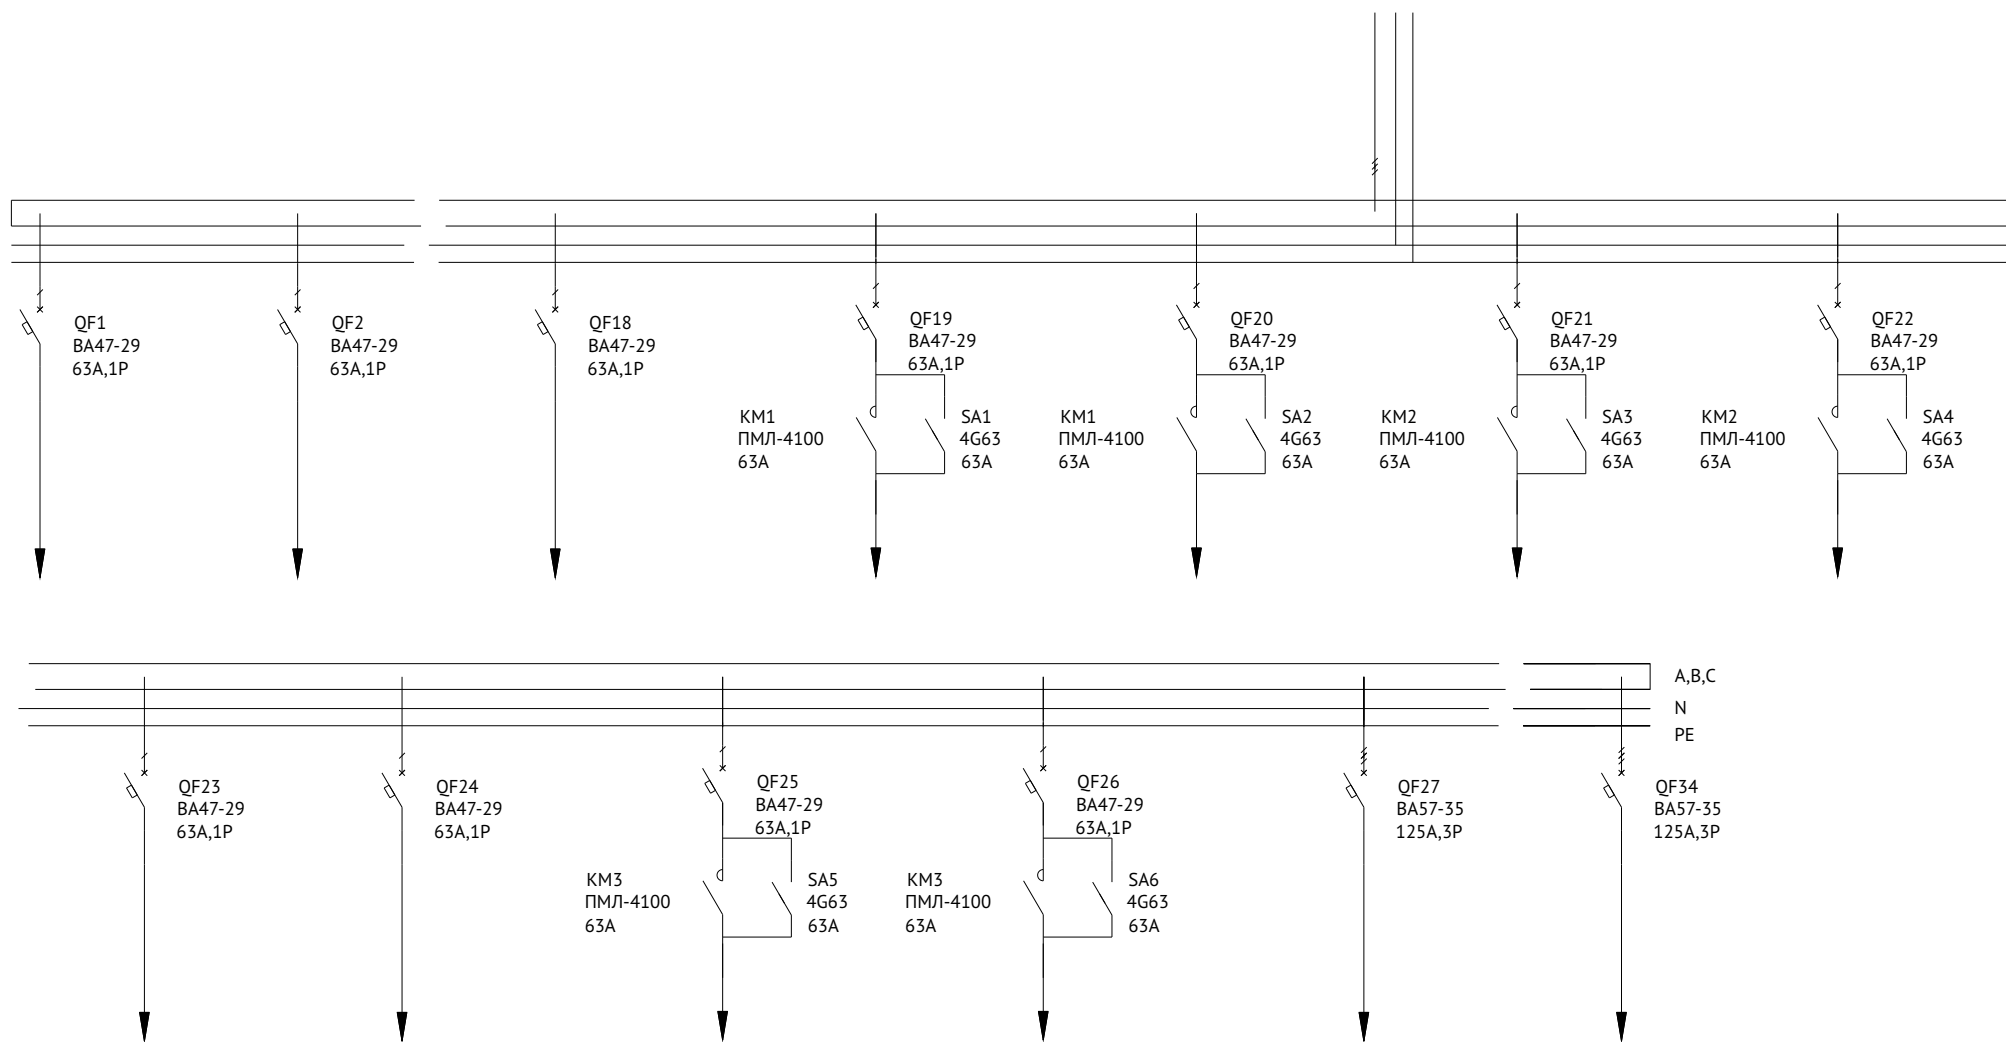 QF1
ВА47-29
63А,1Р
QF2
ВА47-29
63А,1Р
QF18
ВА47-29
63А,1Р
QF19
ВА47-29
63А,1Р
KM1
ПМЛ-4100
63А
SA1
4G63
63А
QF20
ВА47-29
63А,1Р
KM1
ПМЛ-4100
63А
SA2
4G63
63А
QF21
ВА47-29
63А,1Р
KM2
ПМЛ-4100
63А
SA3
4G63
63А
QF22
ВА47-29
63А,1Р
KM2
ПМЛ-4100
63А
SA4
4G63
63А
A,B,C
N
PE
QF23
ВА47-29
63А,1Р
QF24
ВА47-29
63А,1Р
QF25
ВА47-29
63А,1Р
KM3
ПМЛ-4100
63А
SA5
4G63
63А
QF26
ВА47-29
63А,1Р
KM3
ПМЛ-4100
63А
SA6
4G63
63А
QF27
ВА57-35
125А,3Р
QF34
ВА57-35
125А,3Р